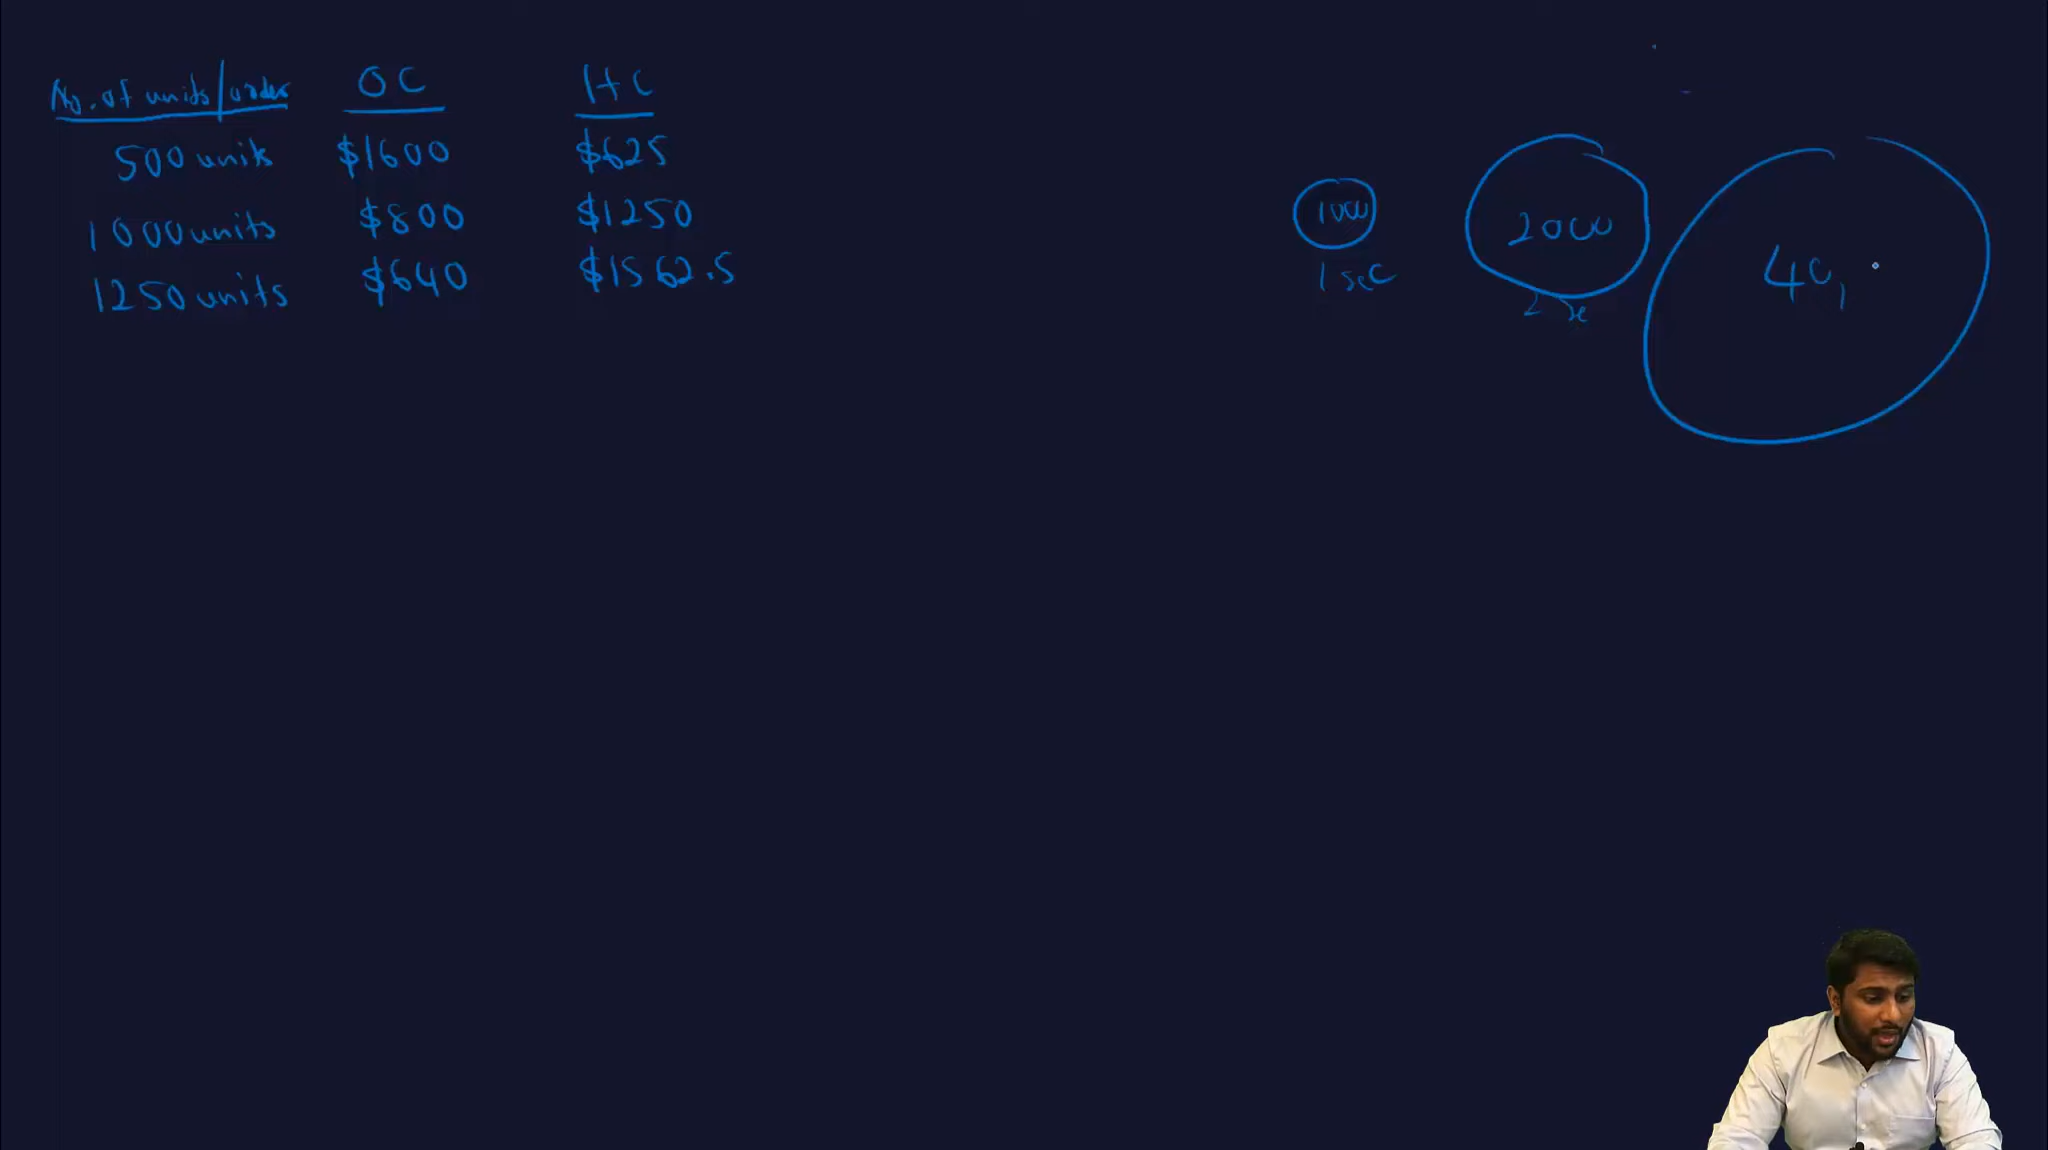 No. of units/order OC HC
500 units $1600 $625
1000 units $800 $1250
1250 units $640 $1562.5
1000
1 sec
2000
2
40,